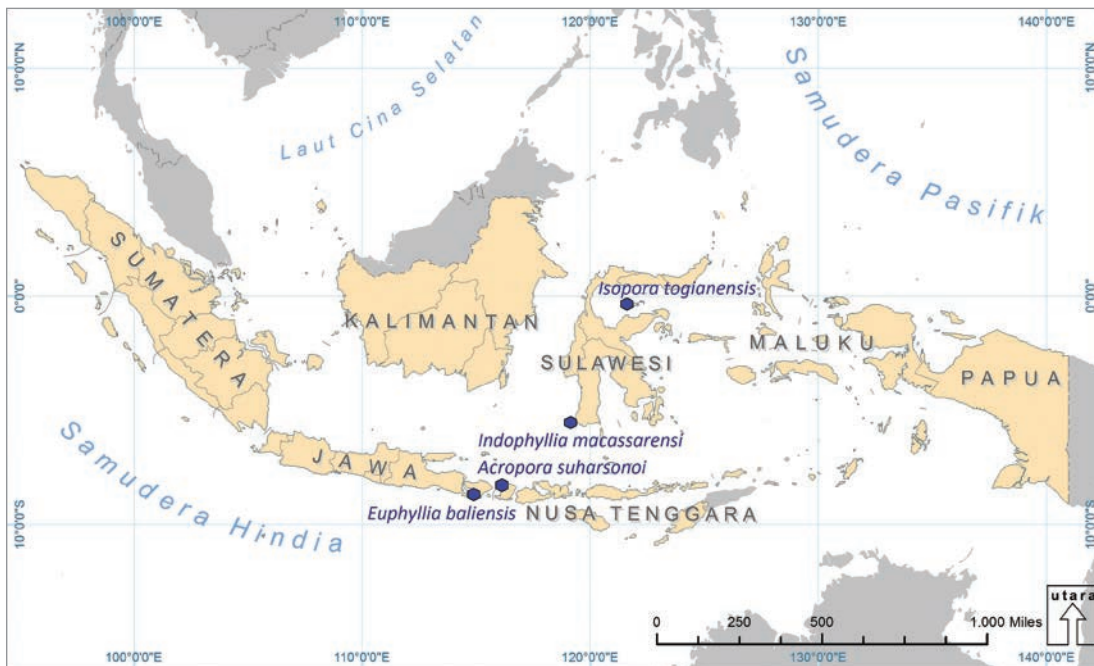 100°0'0"E 110°0'0"E 120°0'0"E 130°0'0"E 140°0'0"E
10°0'0"N 10°0'0"N
Laut Cina Selatan
Samudera Pasifik
SUMATERA
0°0'0" 0°0'0"
Isopora togianensis
KALIMANTAN
MALUKU
SULAWESI
PAPUA
Indophyllia macassarensi
Acropora suharsonoi
JAWA
Euphyllia baliensis
NUSA TENGGARA
Samudera Hindia
10°0'0"S 10°0'0"S
utara
0 250 500 1.000 Miles
100°0'0"E 110°0'0"E 120°0'0"E 130°0'0"E 140°0'0"E